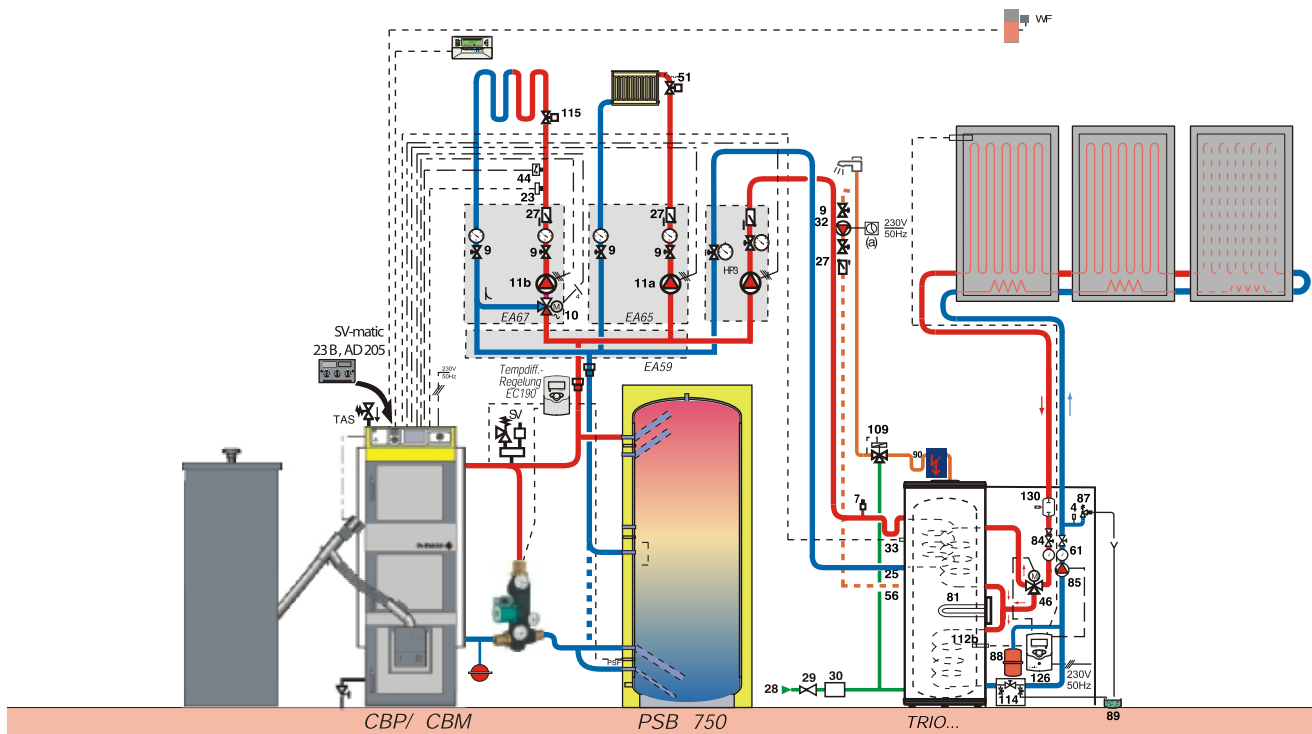 WF
51
115
44
23
27
27
9
32
230V
50Hz
(a)
9
9
9
9
27
HP3
11b
11a
M
10
4
EA67
EA65
SV-matic
23 B, AD 205
EA59
230V
50Hz
Tempdiff.-
Regelung
EC190
TAS
SV
109
90
7
130
87
4
33
84
61
25
M
85
56
81
46
112b
PSF
88
126
230V
50Hz
28
29
30
114
89
CBP/ CBM
PSB 750
TRIO...